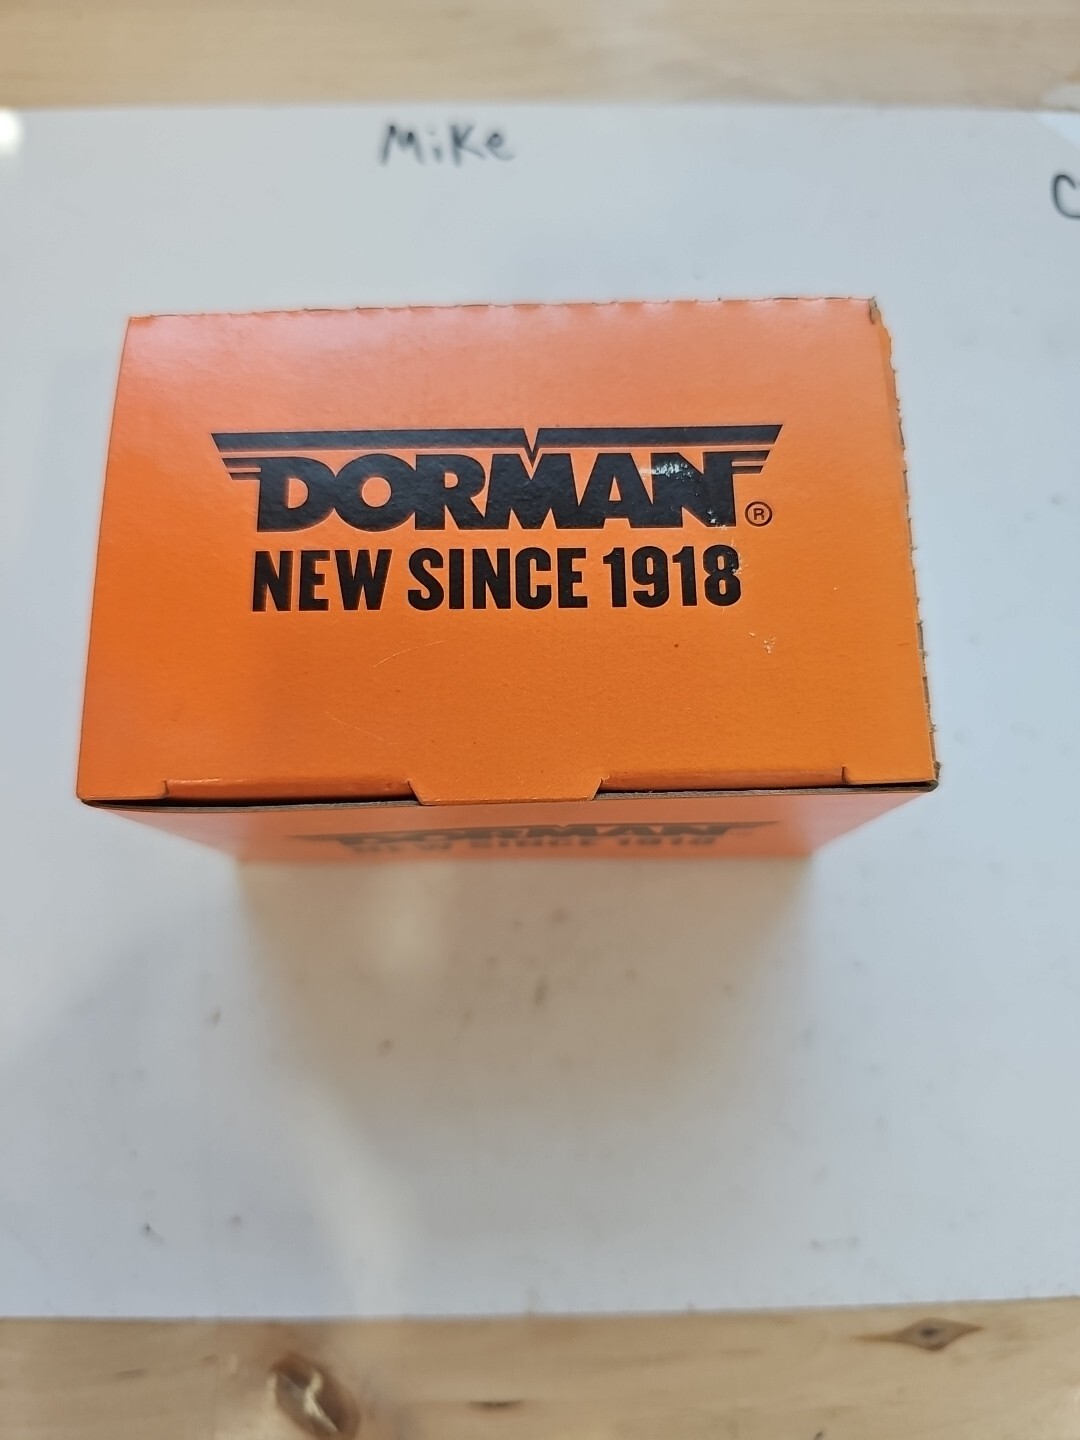 Mike
C
DORMAN®
NEW SINCE 1918
DORMAN
NEW SINCE 1918